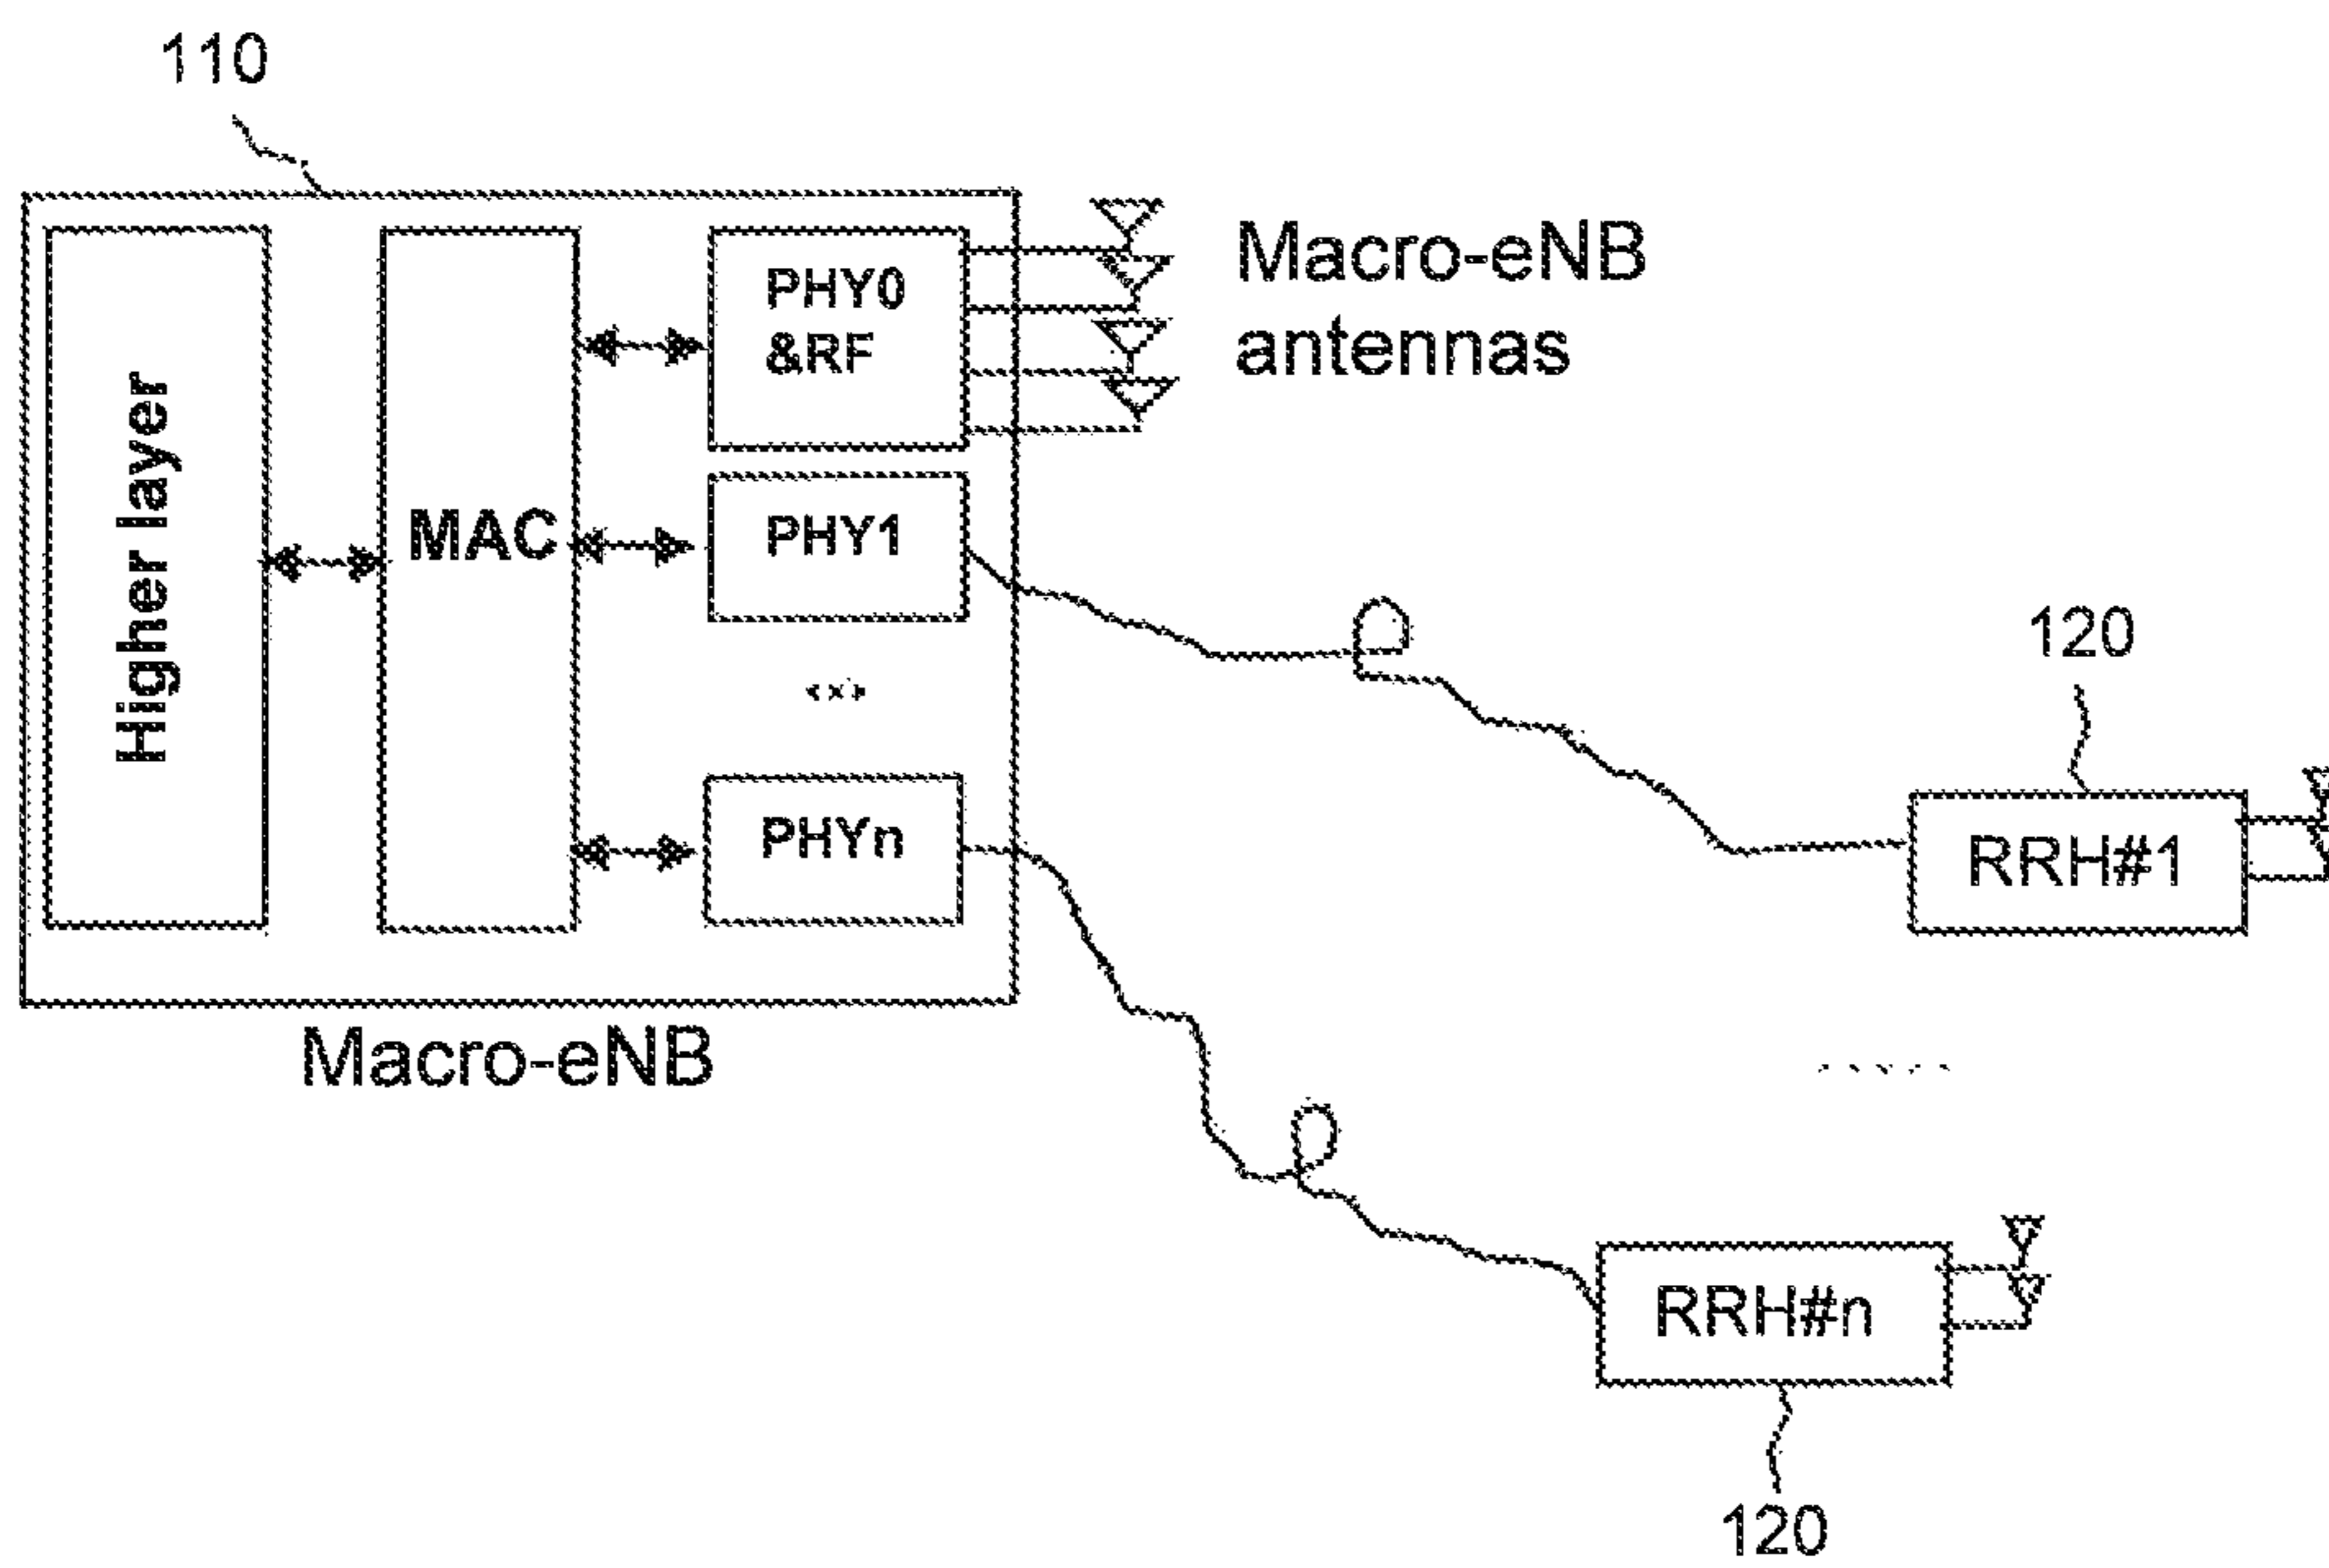 110
Macro-eNB
antennas
Higher layer
MAC
PHY0
&RF
PHY1
PHYn
Macro-eNB
120
RRH#1
RRH#n
120